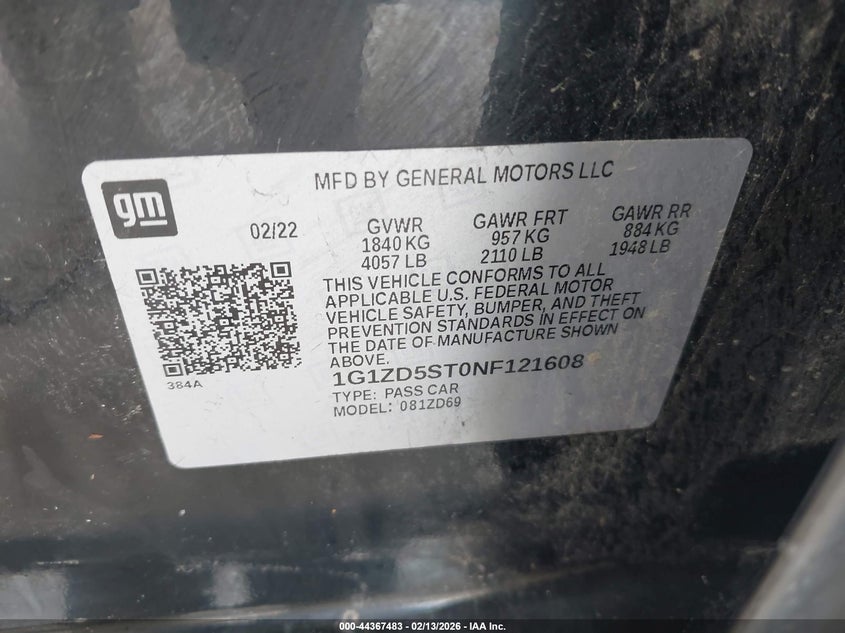 MFD BY GENERAL MOTORS LLC
gm
02/22
GVWR GAWR FRT GAWR RR
1840 KG 957 KG 884 KG
4057 LB 2110 LB 1948 LB
THIS VEHICLE CONFORMS TO ALL
APPLICABLE U.S. FEDERAL MOTOR
VEHICLE SAFETY, BUMPER, AND THEFT
PREVENTION STANDARDS IN EFFECT ON
THE DATE OF MANUFACTURE SHOWN
ABOVE.
384A
1G1ZD5ST0NF121608
TYPE: PASS CAR
MODEL: 081ZD69
000-44367483 - 02/13/2026 - IAA Inc.